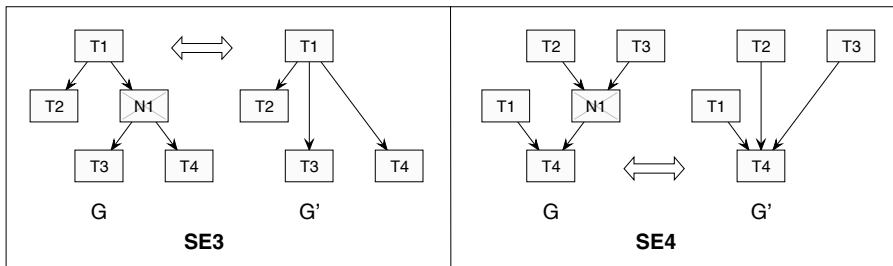 T1 T1
T2 N1 T2
T3 T4 T3 T4
G G’
SE3
T2 T3 T2 T3
T1 N1 T1
T4 T4
G G’
SE4